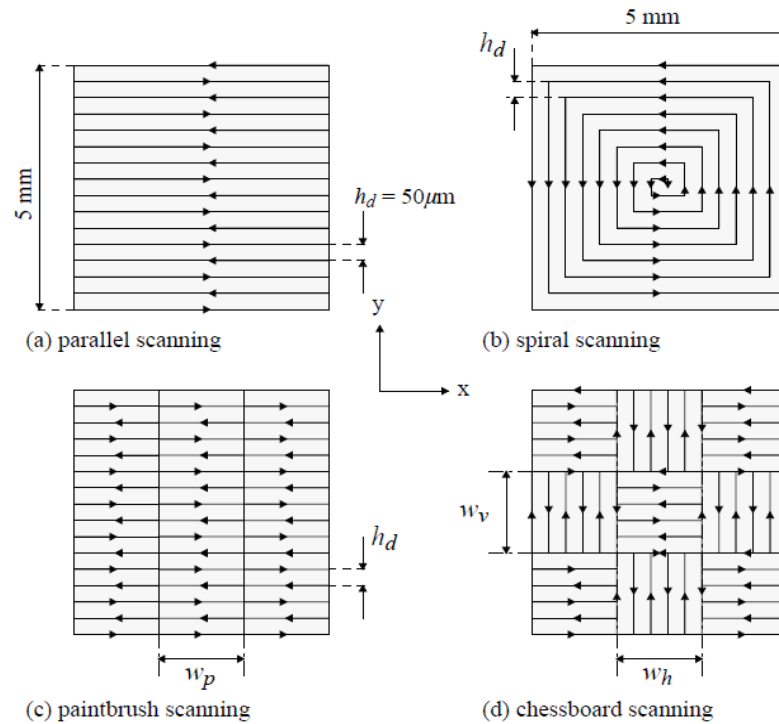 5 mm
h_d = 50μm
(a) parallel scanning
5 mm
h_d
(b) spiral scanning
y
x
h_d
w_p
(c) paintbrush scanning
w_v
w_h
(d) chessboard scanning